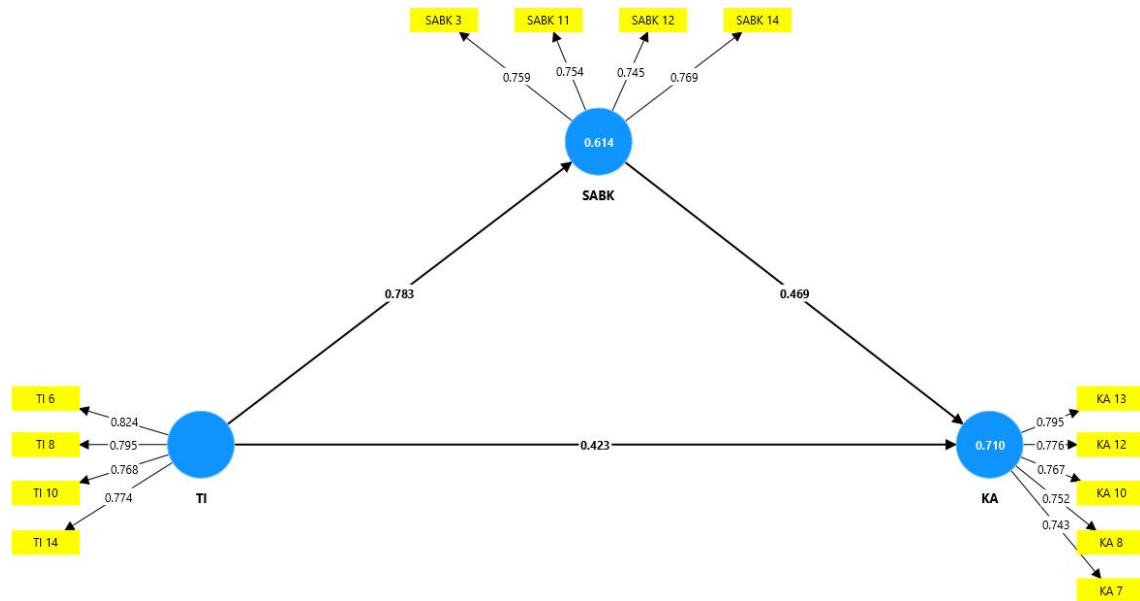 SABK 3
SABK 11
SABK 12
SABK 14
0.759
0.754
0.745
0.769
0.614
SABK
0.783
0.469
TI 6
TI 8
TI 10
TI 14
0.824
0.795
0.768
0.774
TI
0.423
0.710
KA
0.795
0.776
0.767
0.752
0.743
KA 13
KA 12
KA 10
KA 8
KA 7